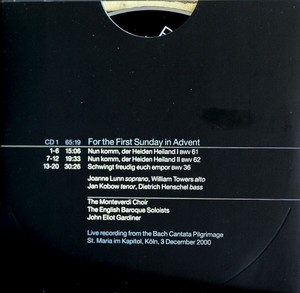 CD 1 65:19 For the First Sunday in Advent
1-6 15:06 Nun komm, der Heiden Heiland I BWV 61
7-12 19:33 Nun komm, der Heiden Heiland II BWV 62
13-20 30:26 Schwingt freudig euch empor BWV 36
Joanne Lunn soprano, William Towers alto
Jan Kobow tenor, Dietrich Henschel bass
The Monteverdi Choir
The English Baroque Soloists
John Eliot Gardiner
Live recording from the Bach Cantata Pilgrimage
St. Maria im Kapitol, Köln, 3 December 2000